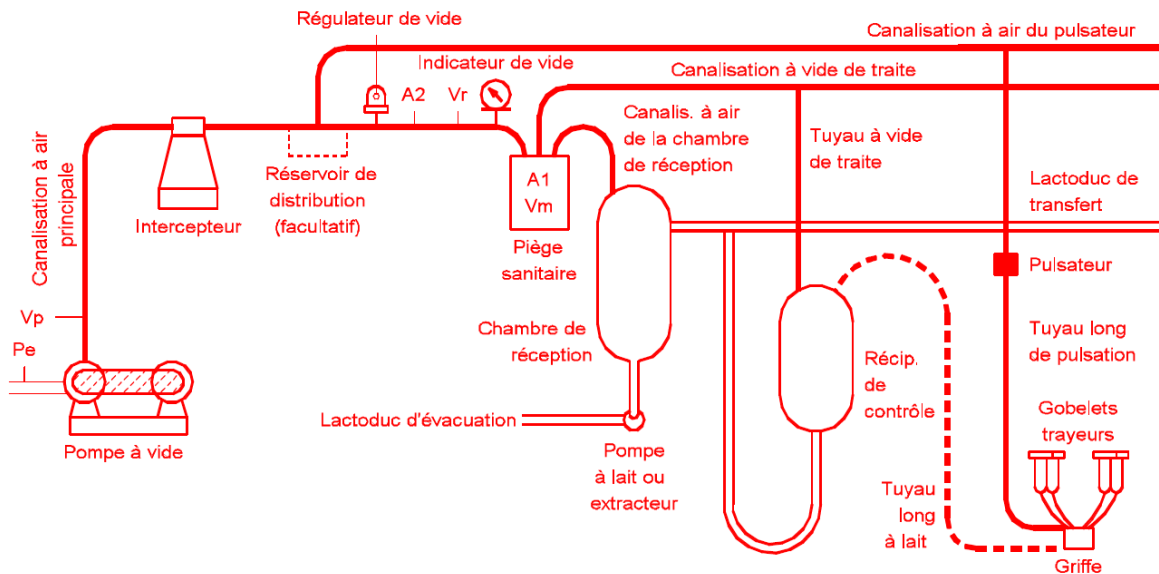 Régulateur de vide
Canalisation à air du pulsateur
Indicateur de vide
Canalisation à vide de traite
A2
Vr
Canalis. à air
de la chambre
de réception
Tuyau à vide
de traite
Canalisation à air
principale
Intercepteur
Réservoir de
distribution
(facultatif)
A1
Vm
Piège
sanitaire
Lactoduc de
transfert
Pulsateur
Vp
Pe
Chambre de
réception
Tuyau long
de pulsation
Récip.
de
contrôle
Lactoduc d'évacuation
Gobelets
trayeurs
Pompe à vide
Pompe
à lait ou
extracteur
Tuyau
long
à lait
Griffe